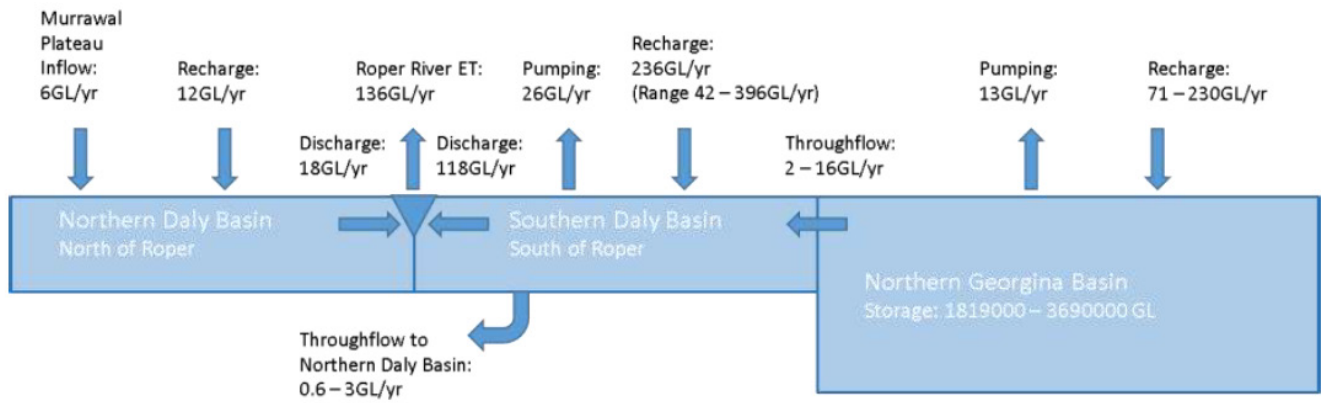 Murrawal
Plateau
Inflow:
6GL/yr
Recharge:
12GL/yr
Roper River ET:
136GL/yr
Pumping:
26GL/yr
Recharge:
236GL/yr
(Range 42 – 396GL/yr)
Pumping:
13GL/yr
Recharge:
71 – 230GL/yr
Discharge:
18GL/yr
Discharge:
118GL/yr
Throughflow:
2 – 16GL/yr
Northern Daly Basin
North of Roper
Southern Daly Basin
South of Roper
Northern Georgina Basin
Storage: 1819000 – 3690000 GL
Throughflow to
Northern Daly Basin:
0.6 – 3GL/yr